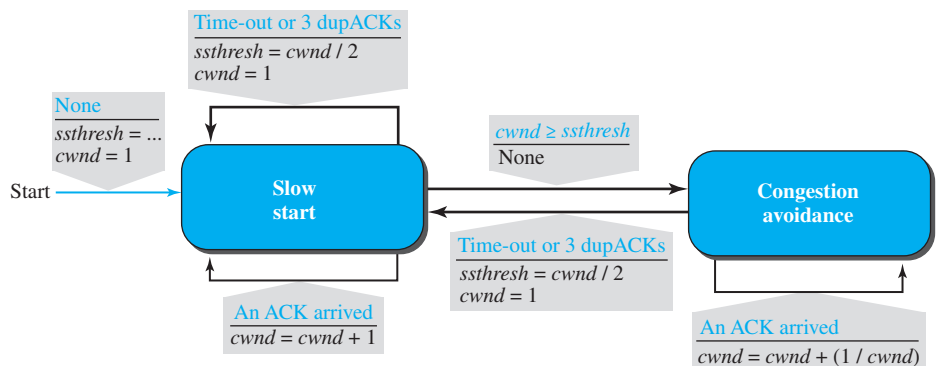 Time-out or 3 dupACKs
ssthresh = cwnd / 2
cwnd = 1
None
ssthresh = ...
cwnd = 1
Start
Slow
start
cwnd ≥ ssthresh
None
Congestion
avoidance
Time-out or 3 dupACKs
ssthresh = cwnd / 2
cwnd = 1
An ACK arrived
cwnd = cwnd + 1
An ACK arrived
cwnd = cwnd + (1 / cwnd)